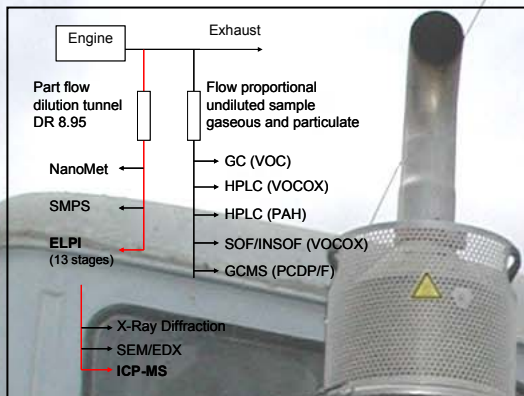 Engine
Exhaust
Part flow
dilution tunnel
DR 8.95
Flow proportional
undiluted sample
gaseous and particulate
NanoMet
SMPS
ELPI
(13 stages)
GC (VOC)
HPLC (VOCOX)
HPLC (PAH)
SOF/INSOF (VOCOX)
GCMS (PCDP/F)
X-Ray Diffraction
SEM/EDX
ICP-MS